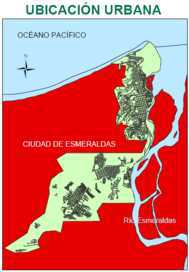 UBICACIÓN URBANA
OCÉANO PACÍFICO
CIUDAD DE ESMERALDAS
Río Esmeraldas